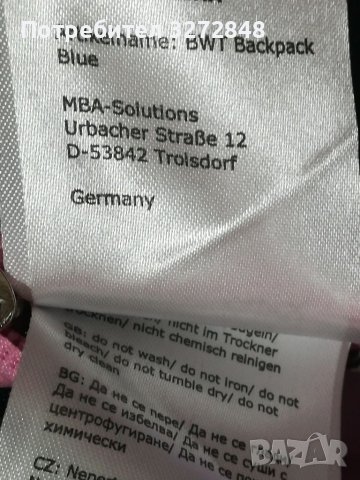 Потребител 3272848
Artikelname: BWT Backpack
Blue
MBA-Solutions
Urbacher Straße 12
D-53842 Troisdorf
Germany
nicht im Trockner
trocknen/ nicht chemisch reinigen
GB: do not wash/ do not iron/ do not
bleach/ do not tumble dry/ do not
dry clean
BG: Да не се пере/ Да не се
Да не се избелва/ Да не се суши с
центрофугиране/ Да не се
химически
CZ:
BAZAR